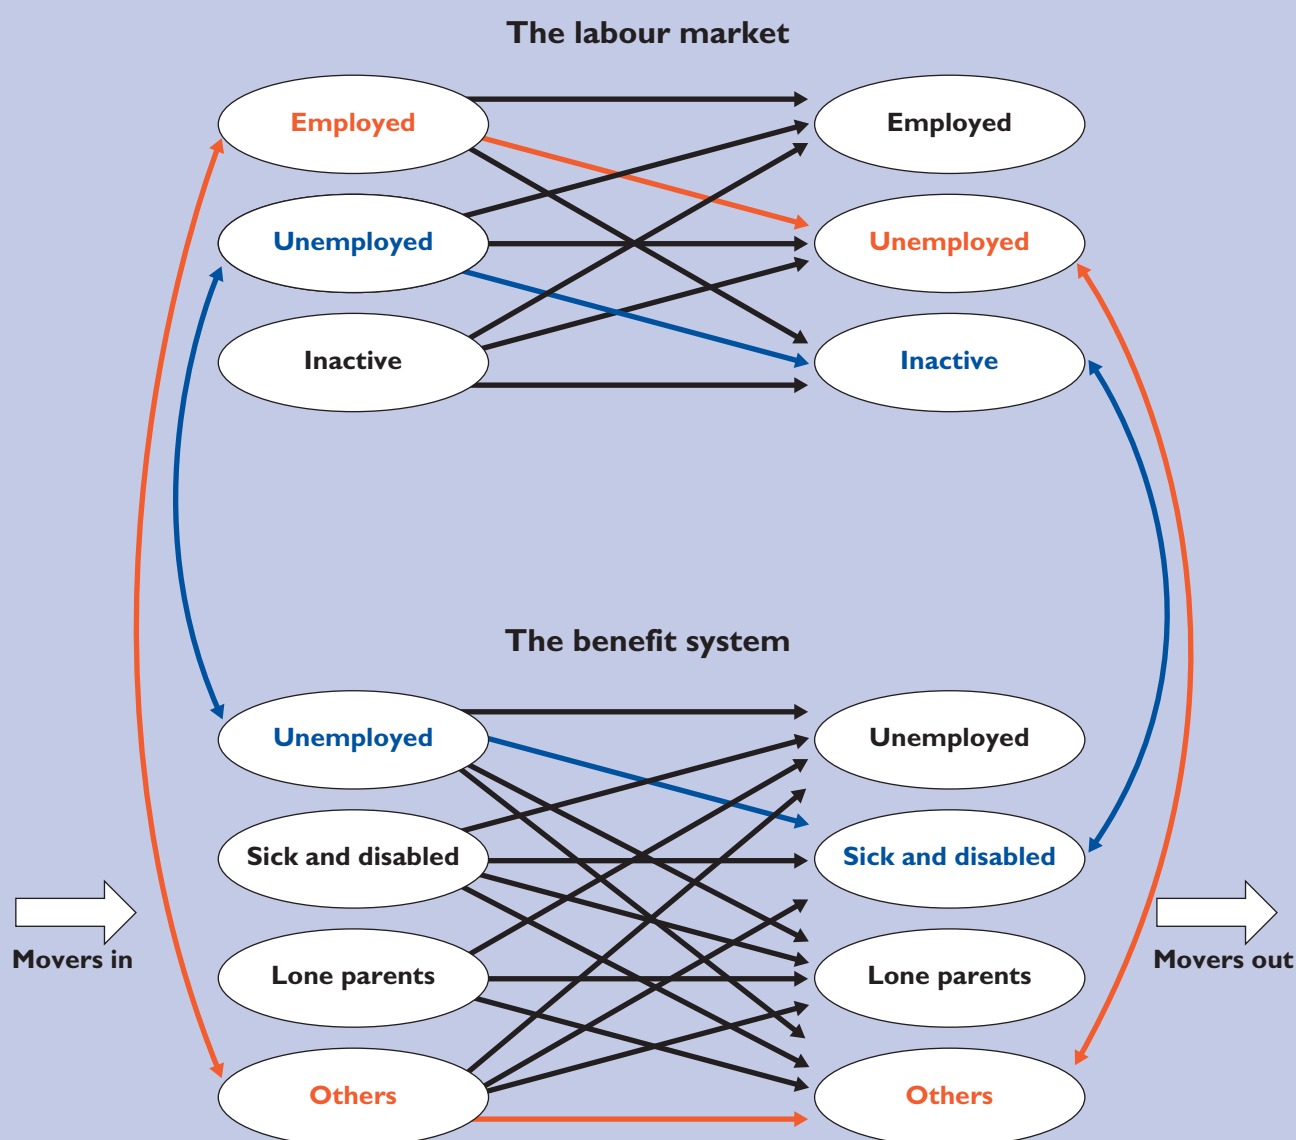 The labour market
Employed
Employed
Unemployed
Unemployed
Inactive
Inactive
The benefit system
Unemployed
Unemployed
Sick and disabled
Sick and disabled
Movers in
Movers out
Lone parents
Lone parents
Others
Others